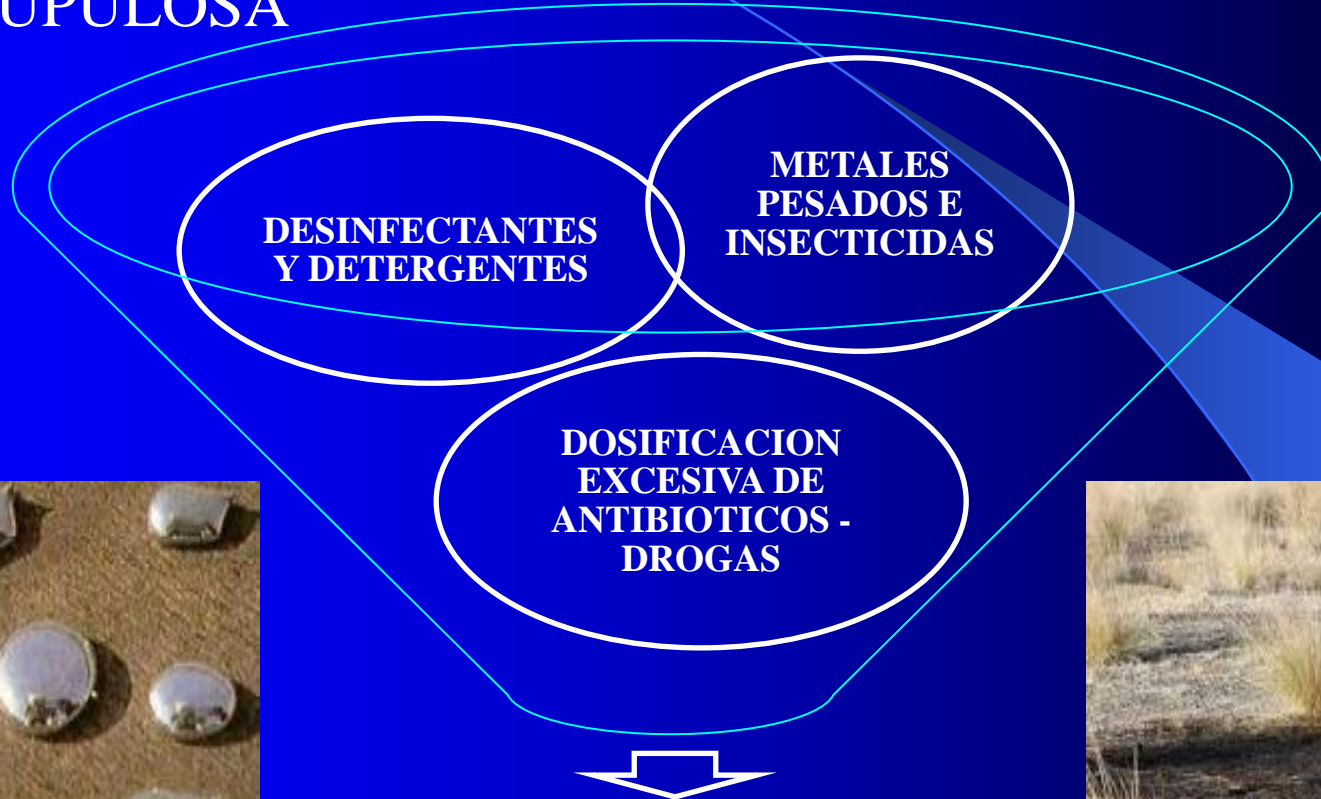 UPULOSA
METALES
PESADOS E
INSECTICIDAS
DESINFECTANTES
Y DETERGENTES
DOSIFICACION
EXCESIVA DE
ANTIBIOTICOS -
DROGAS